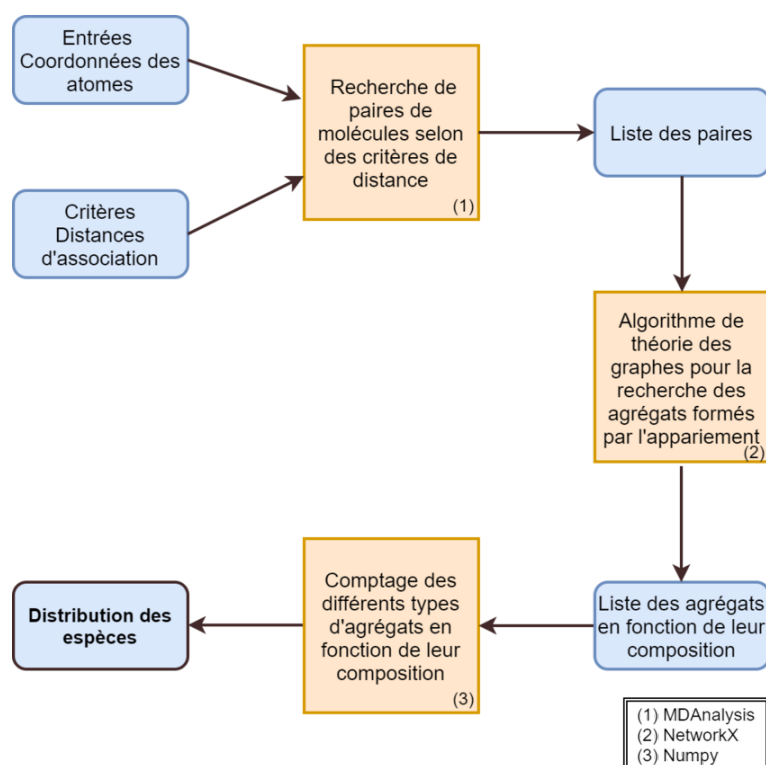 Entrées
Coordonnées des
atomes
Recherche de
paires de
molécules selon
des critères de
distance
(1)
Liste des paires
Critères
Distances
d'association
Algorithme de
théorie des
graphes pour la
recherche des
agrégats formés
par l'appariement
(2)
Distribution des
espèces
Comptage des
différents types
d'agrégats en
fonction de leur
composition
(3)
Liste des agrégats
en fonction de leur
composition
(1) MDAnalysis
(2) NetworkX
(3) Numpy